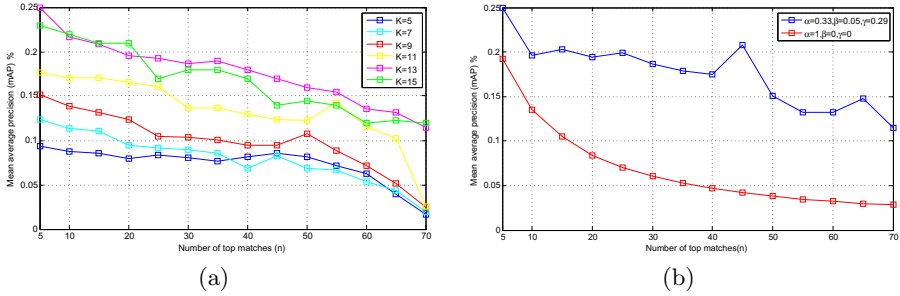 0.25
0.2
0.15
0.1
0.05
0
Mean average precision (mAP) %
5 10 20 30 40 50 60 70
Number of top matches (n)
K=5
K=7
K=9
K=11
K=13
K=15
(a)
0.25
0.2
0.15
0.1
0.05
0
Mean average precision (mAP) %
5 10 20 30 40 50 60 70
Number of top matches(n)
α=0.33,β=0.05,γ=0.29
α=1,β=0,γ=0
(b)